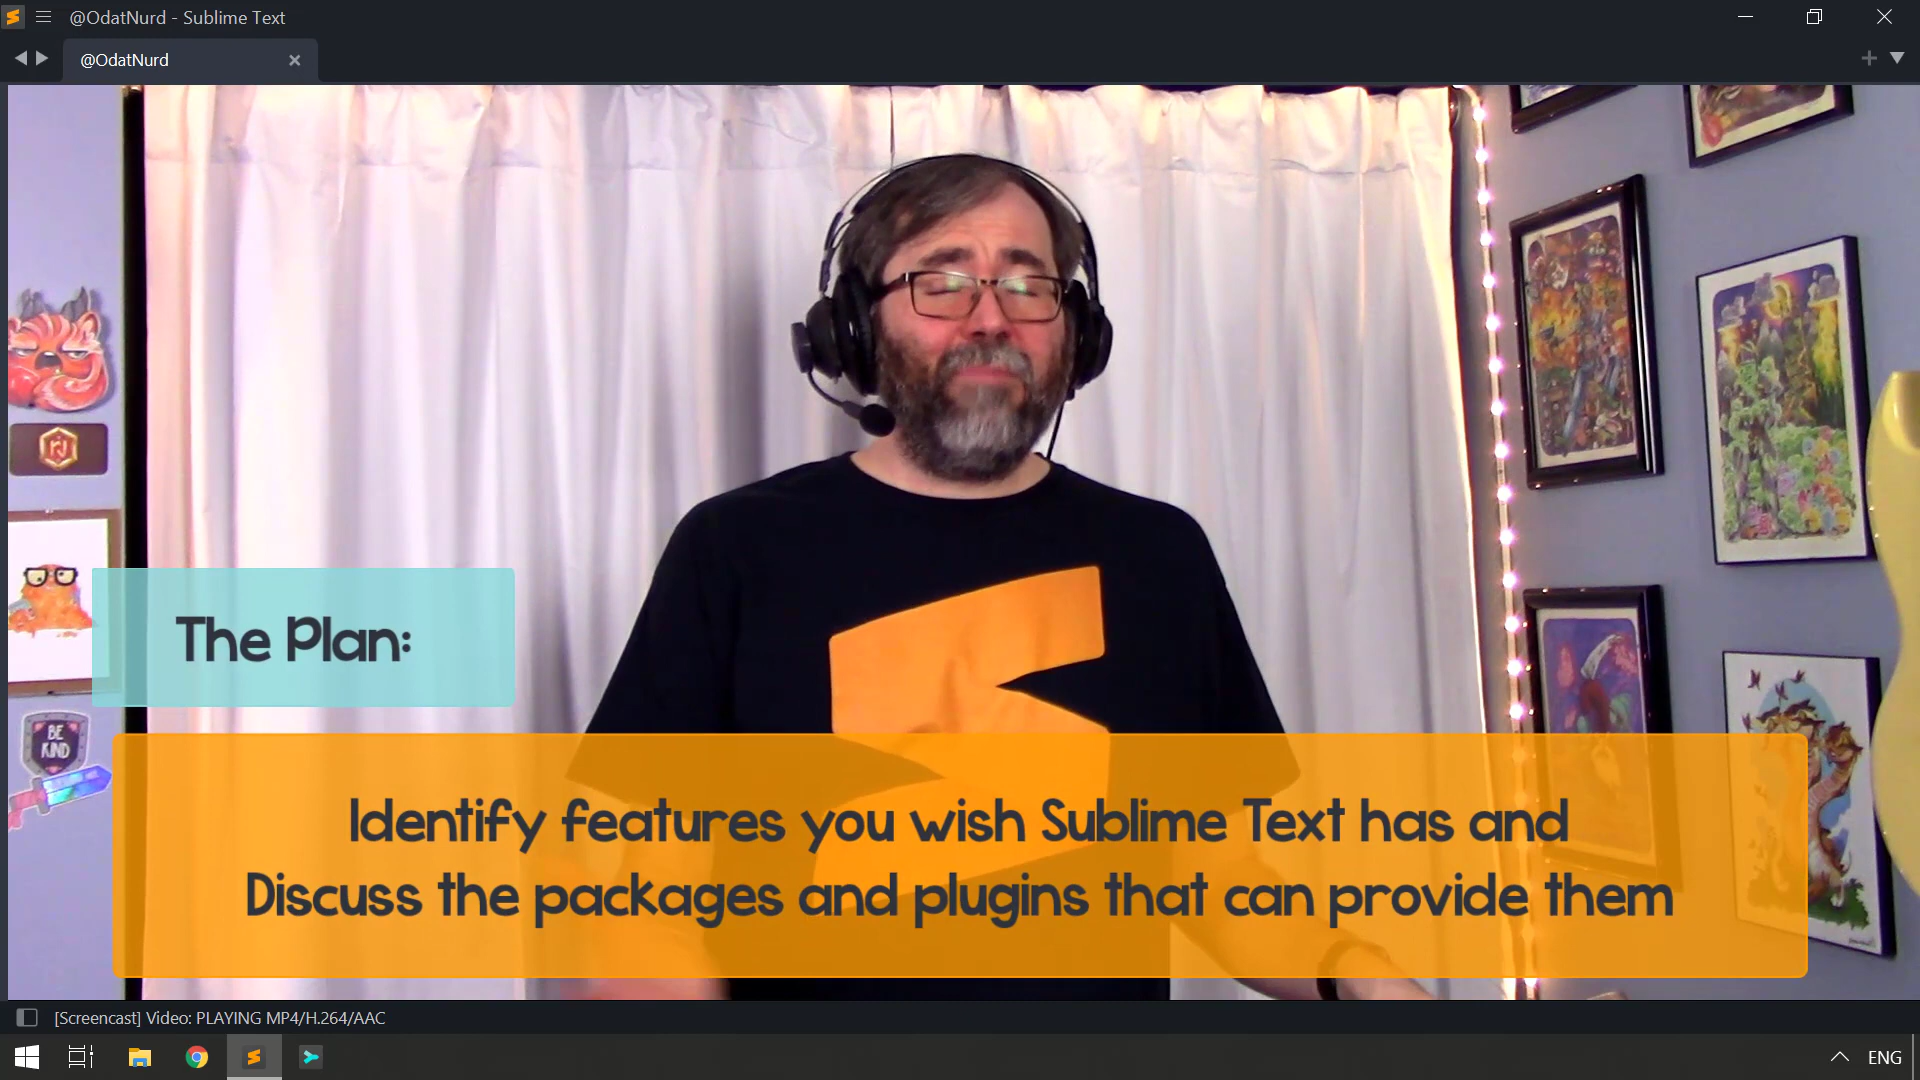 @OdatNurd - Sublime Text
@OdatNurd
rj
BE
KIND
The Plan:
Identify features you wish Sublime Text has and
Discuss the packages and plugins that can provide them
[Screencast] Video: PLAYING MP4/H.264/AAC
ENG